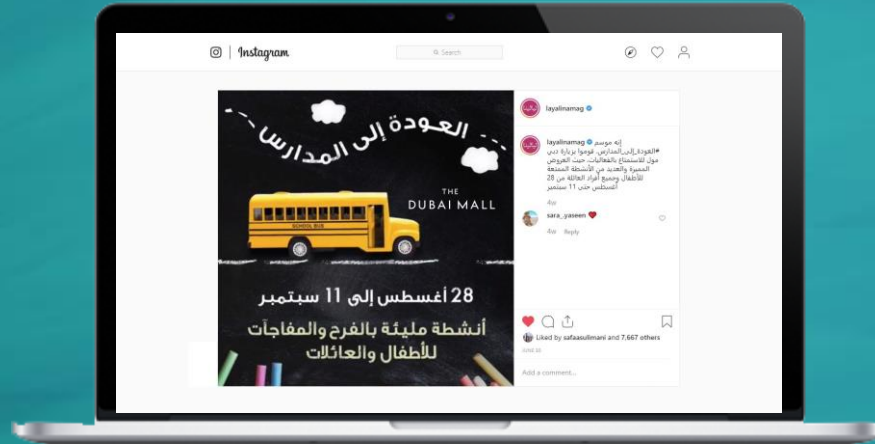 Instagram
Search
العودة إلى المدارس
THE
DUBAI MALL
SCHOOL BUS
28 أغسطس إلى 11 سبتمبر
أنشطة مليئة بالفرح والمفاجآت
للأطفال والعائلات
layalinamag
layalinamag إنه موسم
#العودة_إلى_المدارس، قوموا بزيارة دبي
مول للاستمتاع بالفعاليات، حيث العروض
المميزة والعديد من الأنشطة الممتعة
للأطفال وجميع أفراد العائلة من 28
أغسطس حتى 11 سبتمبر
4w
sara_.yaseen ❤️
4w Reply
Liked by safaasulimani and 7,667 others
Add a comment...